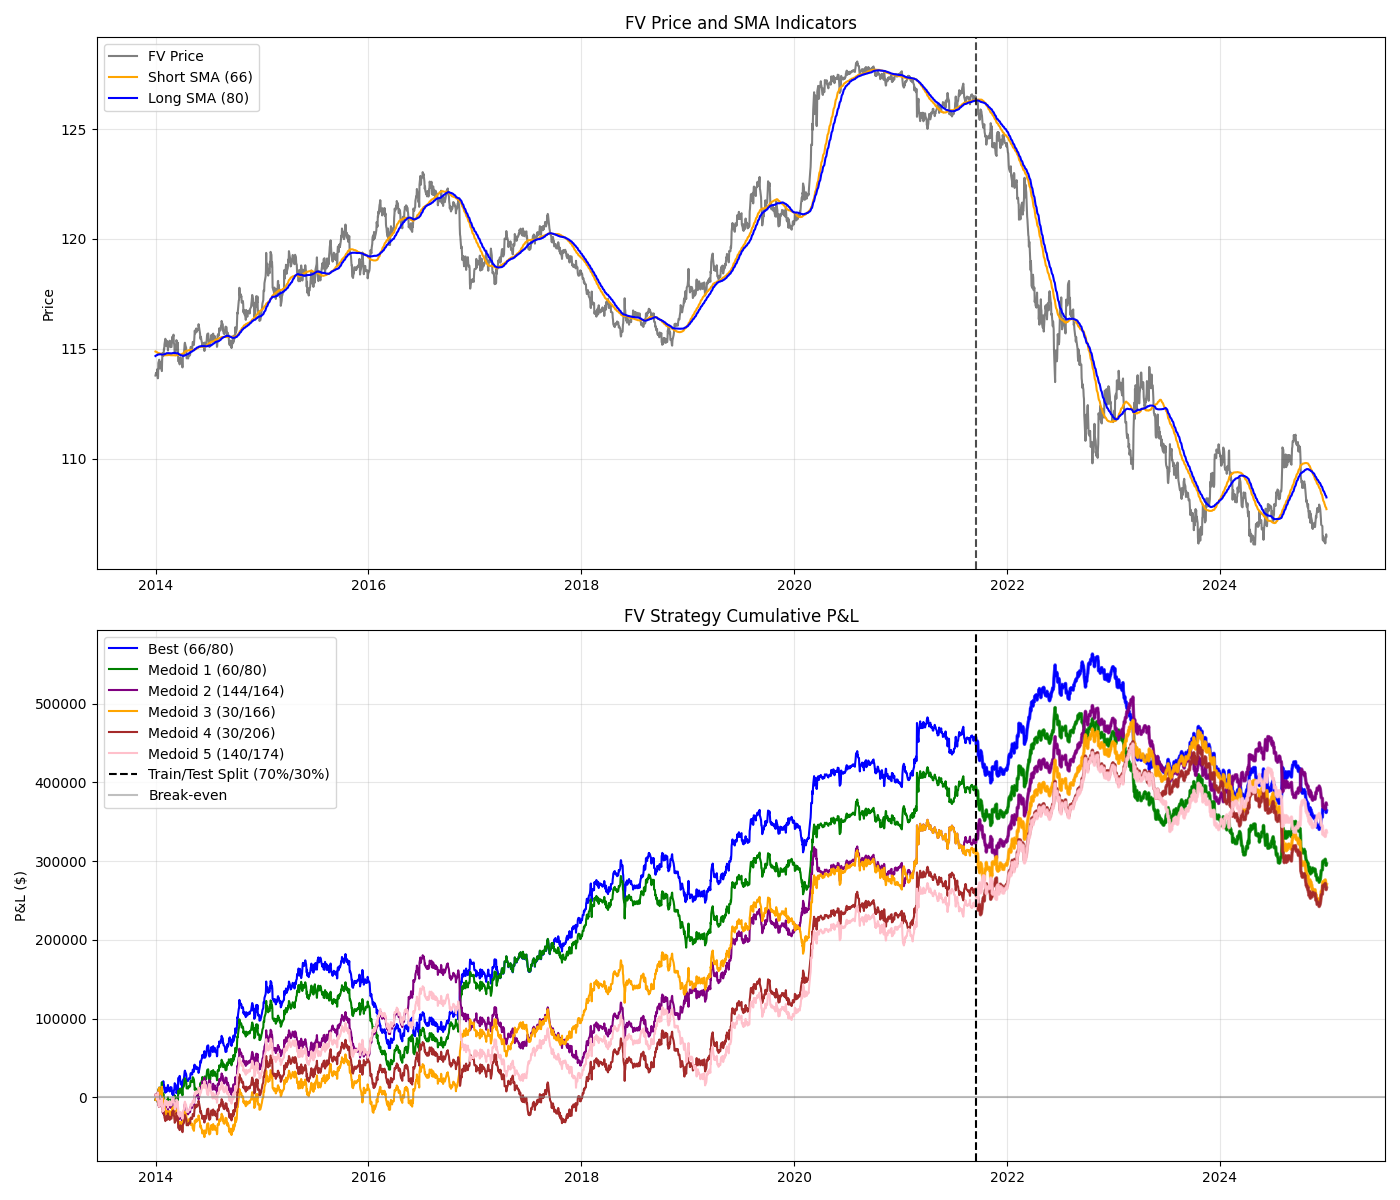 FV Price and SMA Indicators
FV Price
Short SMA (66)
Long SMA (80)
Price
125
120
115
110
2014
2016
2018
2020
2022
2024
FV Strategy Cumulative P&L
Best (66/80)
Medoid 1 (60/80)
Medoid 2 (144/164)
Medoid 3 (30/166)
Medoid 4 (30/206)
Medoid 5 (140/174)
Train/Test Split (70%/30%)
Break-even
P&L ($)
500000
400000
300000
200000
100000
0
2014
2016
2018
2020
2022
2024